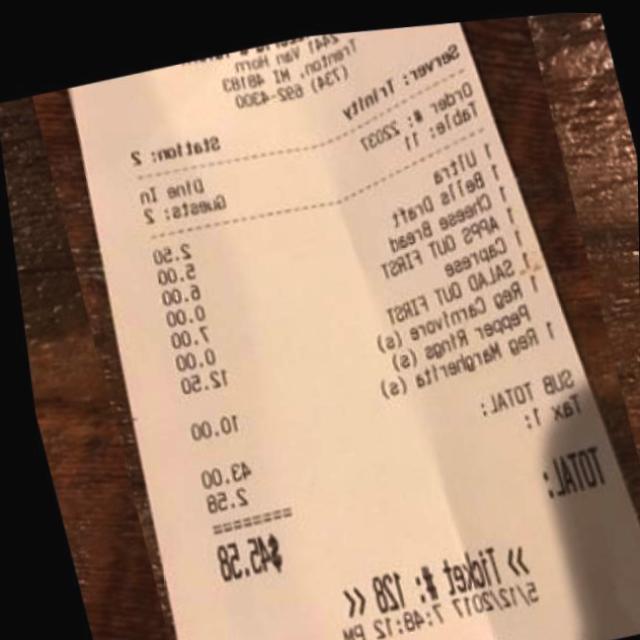 2441 Van Horn
Trenton, MI 48183
(734) 692-4300
Server: Trinity
Station: 2
Order #: 22037
Dine In
Table: 11
Guests: 2
1 Ultra 2.50
1 Bells Draft 5.00
1 Cheese Bread 6.00
1 APPS OUT FIRST 0.00
1 Caprese 7.00
1 SALAD OUT FIRST 0.00
1 Reg Carnivore (s) 12.50
Pepper Rings (s)
1 Reg Margherita (s) 10.00
SUB TOTAL: 43.00
Tax 1: 2.58
========
TOTAL: $45.58
>> Ticket #: 128 <<
5/12/2017 7:48:12 PM